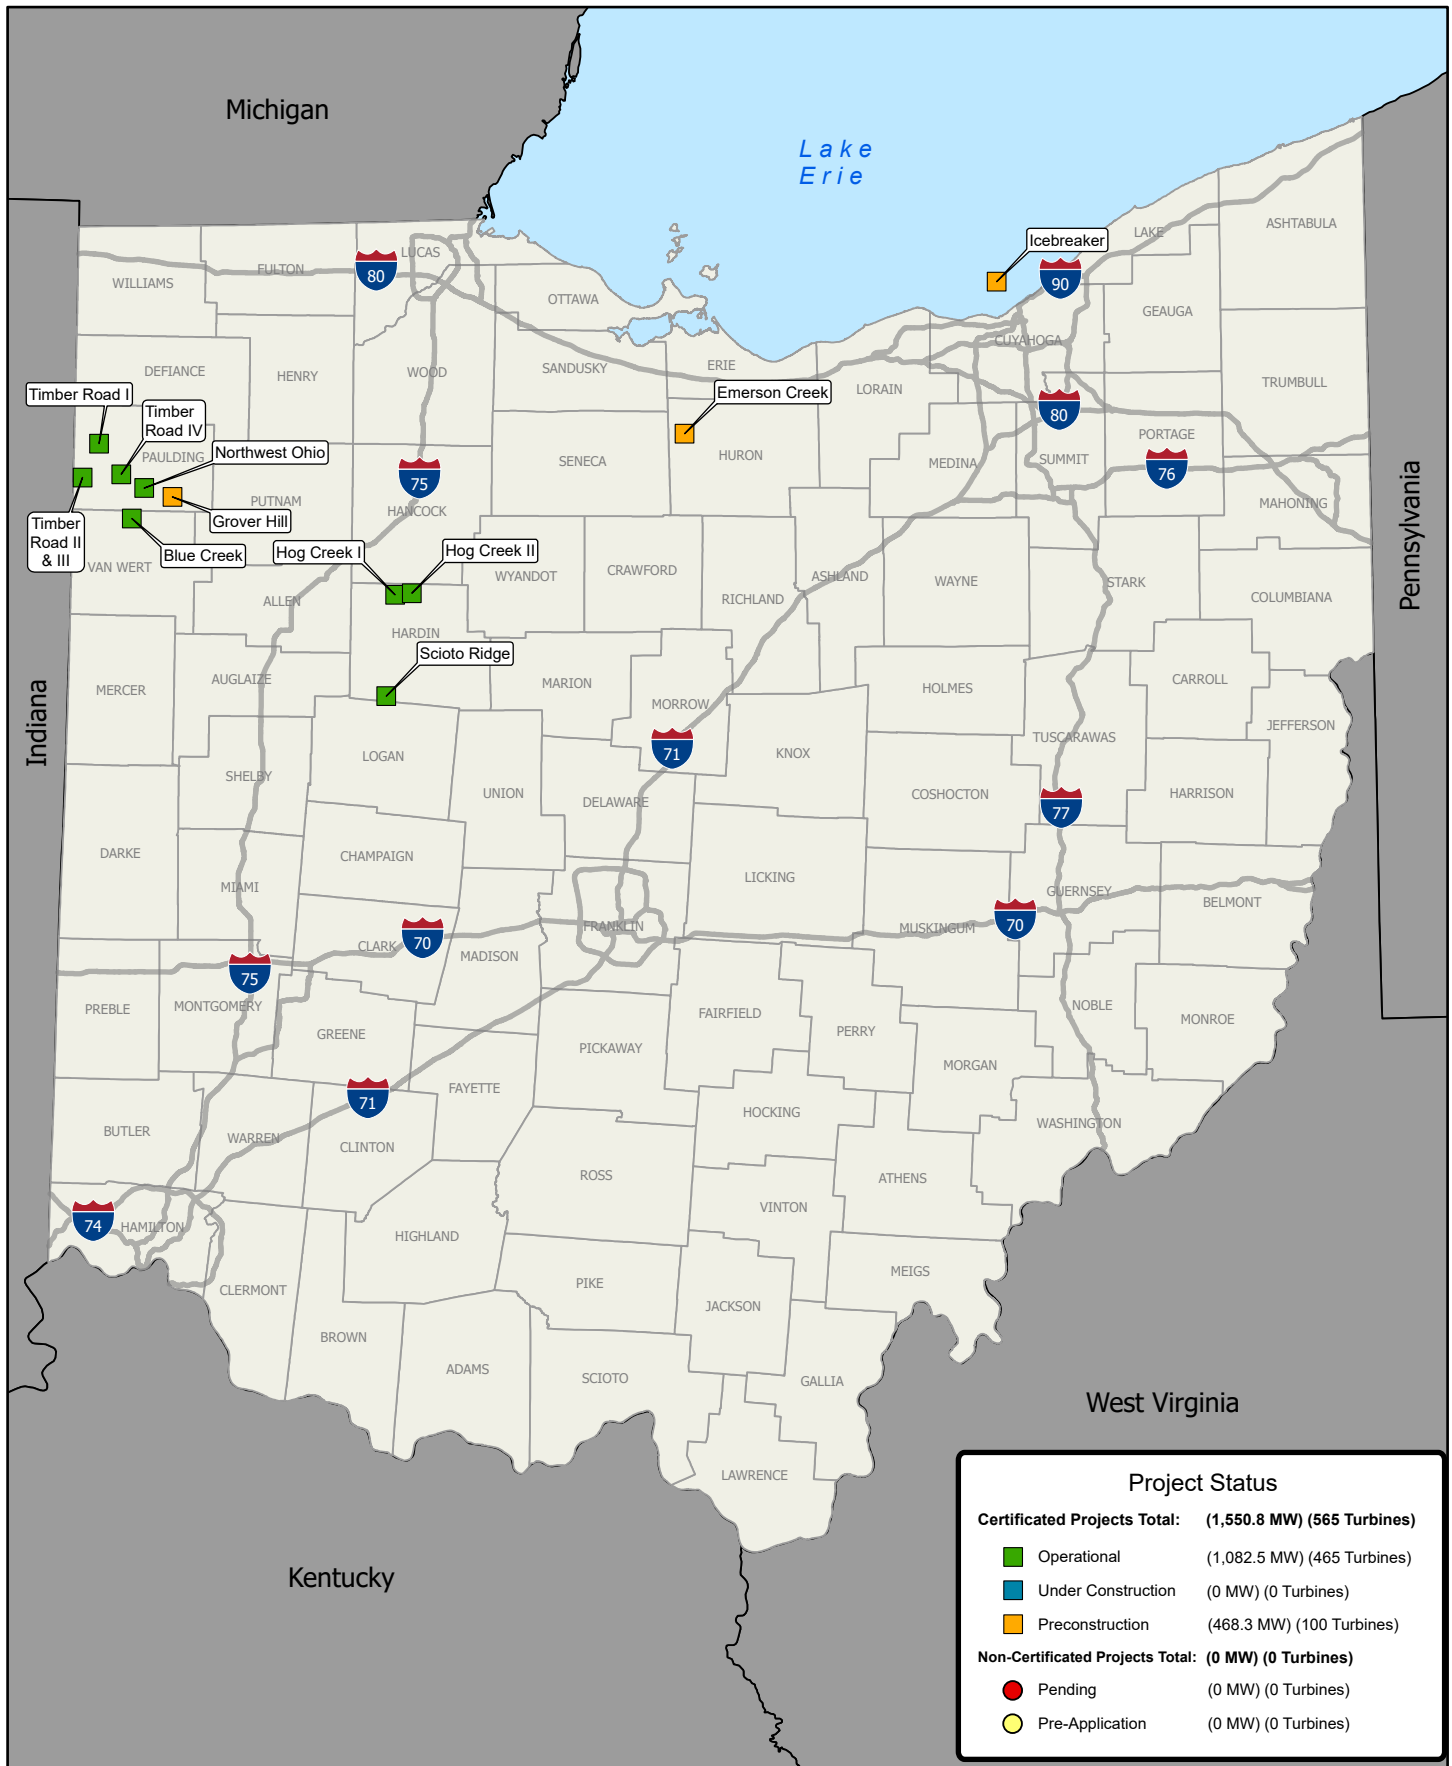 Michigan
Lake
Erie
Icebreaker
LAKE
ASHTABULA
90
LUCAS
80
FULTON
WILLIAMS
OTTAWA
GEAUGA
CUYAHOGA
ERIE
SANDUSKY
WOOD
HENRY
DEFIANCE
TRUMBULL
LORAIN
Emerson Creek
Timber Road I
Timber
Road IV
80
PORTAGE
Northwest Ohio
PAULDING
SENECA
HURON
MEDINA
SUMMIT
76
75
PUTNAM
HANCOCK
MAHONING
Grover Hill
Timber
Road II
& III
Blue Creek
Hog Creek I
Hog Creek II
VAN WERT
WYANDOT
CRAWFORD
ASHLAND
WAYNE
STARK
Pennsylvania
ALLEN
RICHLAND
COLUMBIANA
HARDIN
Scioto Ridge
AUGLAIZE
MERCER
MARION
MORROW
HOLMES
CARROLL
Indiana
JEFFERSON
71
TUSCARAWAS
LOGAN
KNOX
SHELBY
UNION
DELAWARE
COSHOCTON
HARRISON
77
DARKE
CHAMPAIGN
MIAMI
LICKING
GUERNSEY
BELMONT
FRANKLIN
MUSKINGUM
70
CLARK
70
MADISON
75
PREBLE
MONTGOMERY
GREENE
FAIRFIELD
PERRY
NOBLE
MONROE
PICKAWAY
MORGAN
FAYETTE
71
HOCKING
WASHINGTON
BUTLER
WARREN
CLINTON
ROSS
ATHENS
VINTON
74
HAMILTON
HIGHLAND
MEIGS
CLERMONT
PIKE
JACKSON
BROWN
ADAMS
SCIOTO
GALLIA
West Virginia
LAWRENCE
Kentucky
Project Status
Certificated Projects Total: (1,550.8 MW) (565 Turbines)
Operational (1,082.5 MW) (465 Turbines)
Under Construction (0 MW) (0 Turbines)
Preconstruction (468.3 MW) (100 Turbines)
Non-Certificated Projects Total: (0 MW) (0 Turbines)
Pending (0 MW) (0 Turbines)
Pre-Application (0 MW) (0 Turbines)